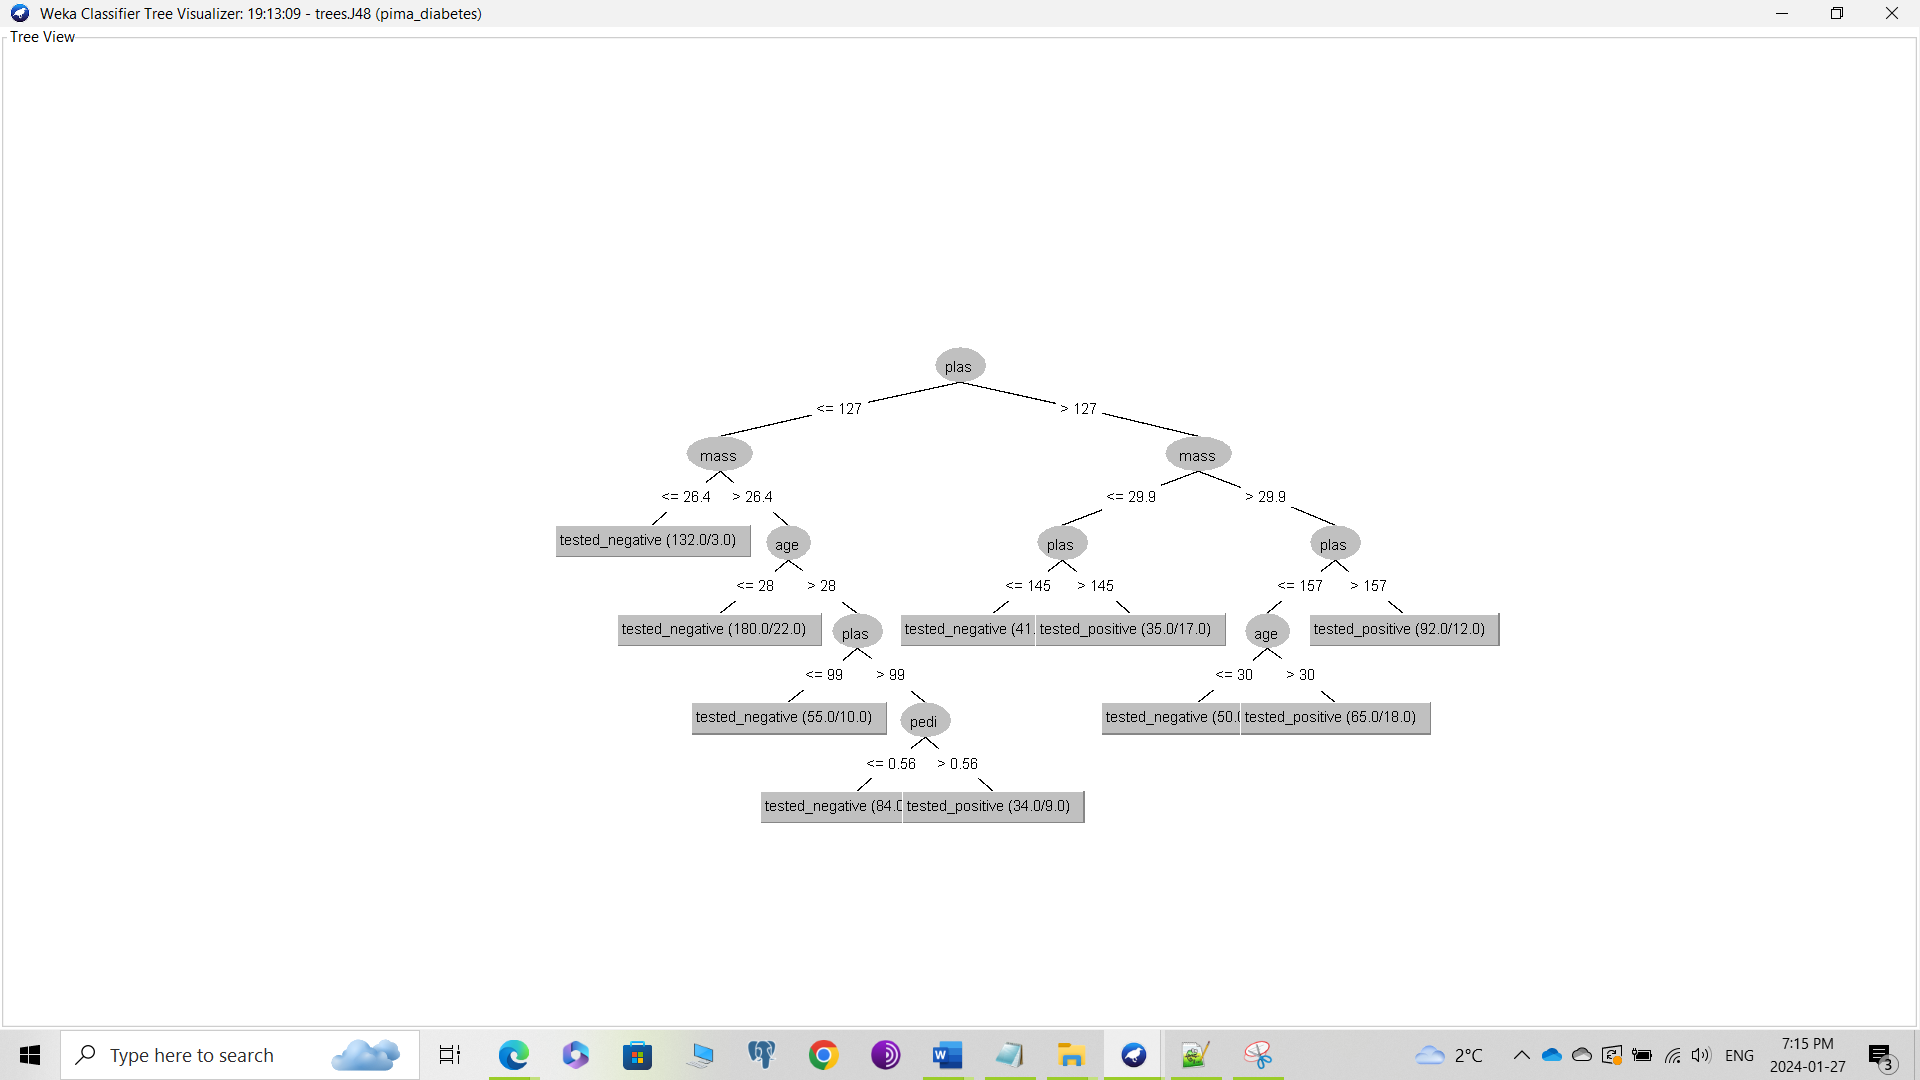 Weka Classifier Tree Visualizer: 19:13:09 - trees.J48 (pima_diabetes)
Tree View
plas
<= 127 > 127
mass mass
<= 26.4 > 26.4 <= 29.9 > 29.9
tested_negative (132.0/3.0) age plas plas
<= 28 > 28 <= 145 > 145 <= 157 > 157
tested_negative (180.0/22.0) plas tested_negative (41. tested_positive (35.0/17.0) age tested_positive (92.0/12.0)
<= 99 > 99 <= 30 > 30
tested_negative (55.0/10.0) pedi tested_negative (50. tested_positive (65.0/18.0)
<= 0.56 > 0.56
tested_negative (84. tested_positive (34.0/9.0)
Type here to search 2°C ENG 7:15 PM
2024-01-27 3